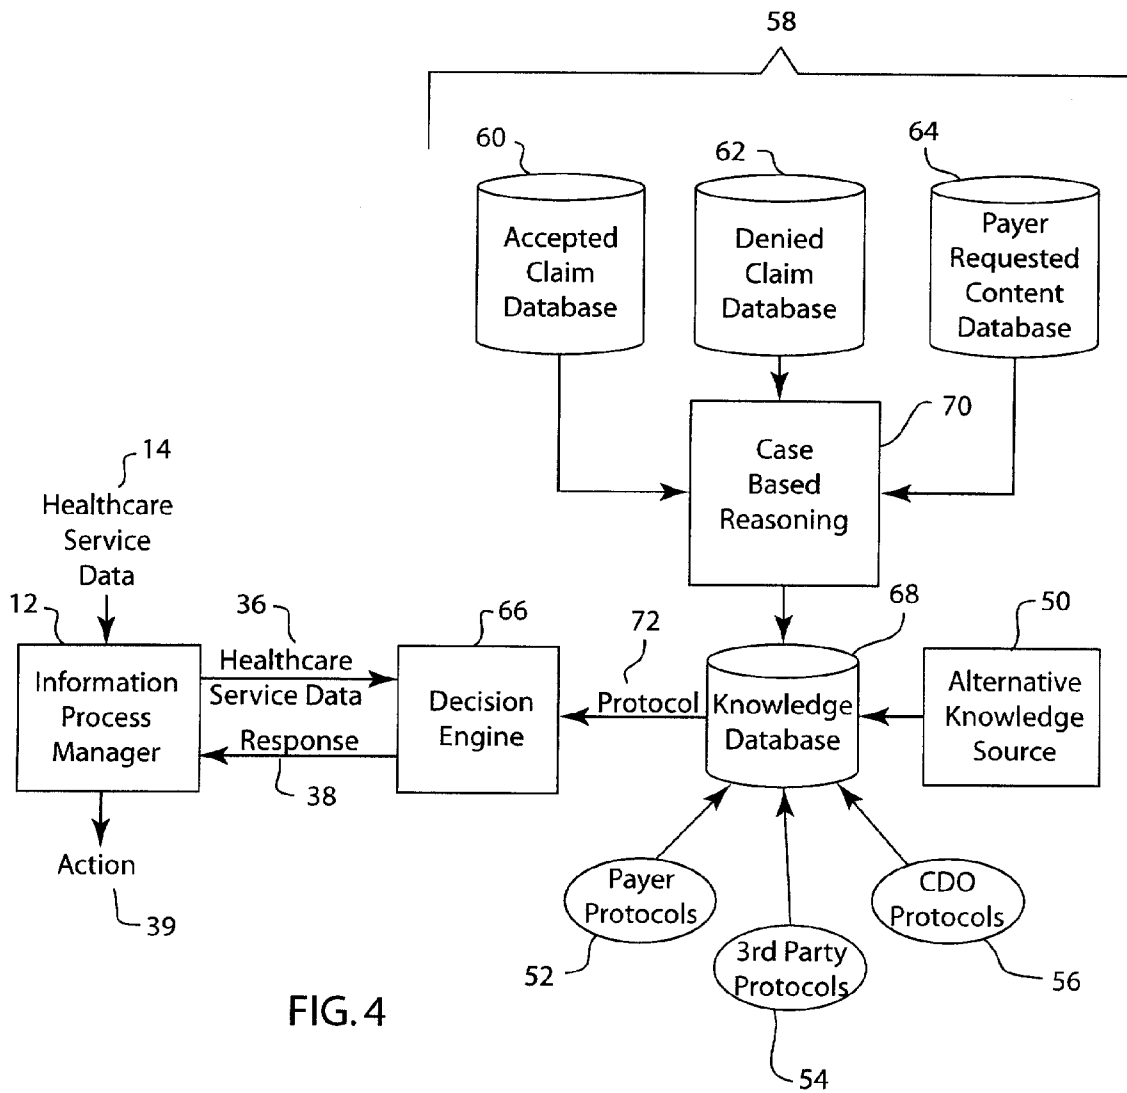 58
60
62
64
Accepted
Claim
Database
Denied
Claim
Database
Payer
Requested
Content
Database
70
Case
Based
Reasoning
14
Healthcare
Service
Data
12
36
66
72
68
50
Information
Process
Manager
Healthcare
Service Data
Response
38
Decision
Engine
Protocol
Knowledge
Database
Alternative
Knowledge
Source
Action
39
Payer
Protocols
52
3rd Party
Protocols
54
CDO
Protocols
56
FIG. 4